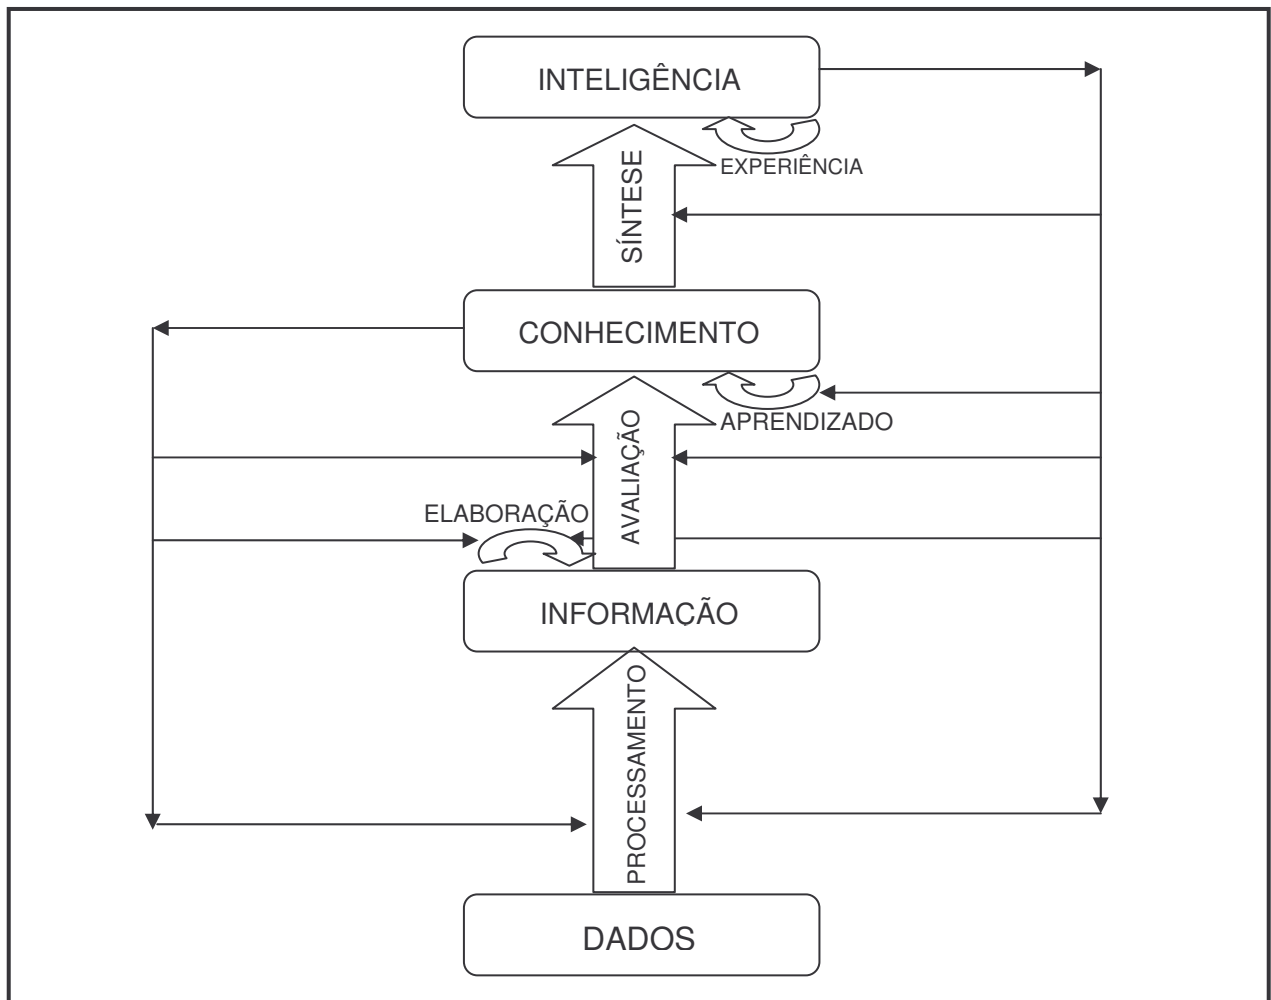 INTELIGÊNCIA
EXPERIÊNCIA
SÍNTESE
CONHECIMENTO
APRENDIZADO
AVALIAÇÃO
ELABORAÇÃO
INFORMAÇÃO
PROCESSAMENTO
DADOS